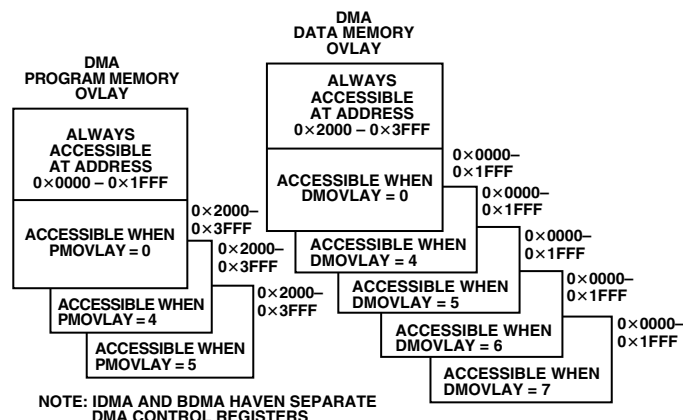 DMA
PROGRAM MEMORY
OVLAY
ALWAYS
ACCESSIBLE
AT ADDRESS
0×0000 – 0×1FFF
ACCESSIBLE WHEN
PMOVLAY = 0
0×2000–
0×3FFF
ACCESSIBLE WHEN
PMOVLAY = 4
0×2000–
0×3FFF
ACCESSIBLE WHEN
PMOVLAY = 5
0×2000–
0×3FFF
DMA
DATA MEMORY
OVLAY
ALWAYS
ACCESSIBLE
AT ADDRESS
0×2000 – 0×3FFF
ACCESSIBLE WHEN
DMOVLAY = 0
0×0000–
0×1FFF
ACCESSIBLE WHEN
DMOVLAY = 4
0×0000–
0×1FFF
ACCESSIBLE WHEN
DMOVLAY = 5
0×0000–
0×1FFF
ACCESSIBLE WHEN
DMOVLAY = 6
0×0000–
0×1FFF
ACCESSIBLE WHEN
DMOVLAY = 7
0×0000–
0×1FFF
NOTE: IDMA AND BDMA HAVEN SEPARATE
DMA CONTROL REGISTERS